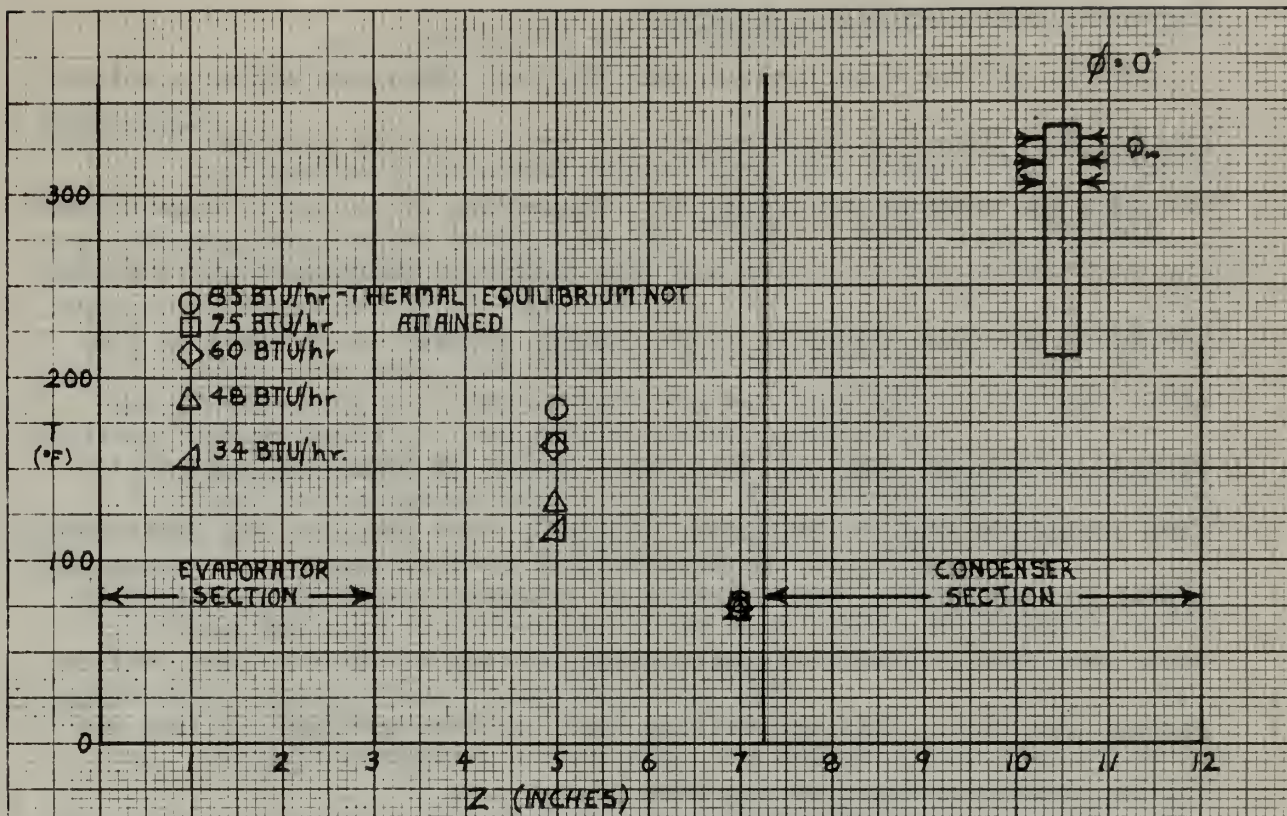 ϕ = 0°
300
85 BTU/hr - THERMAL EQUILIBRIUM NOT
ATTAINED
75 BTU/hr.
60 BTU/hr
200
48 BTU/hr
T
(°F)
34 BTU/hr.
100
EVAPORATOR
SECTION
CONDENSER
SECTION
0
1 2 3 4 5 6 7 8 9 10 11 12
Z (INCHES)